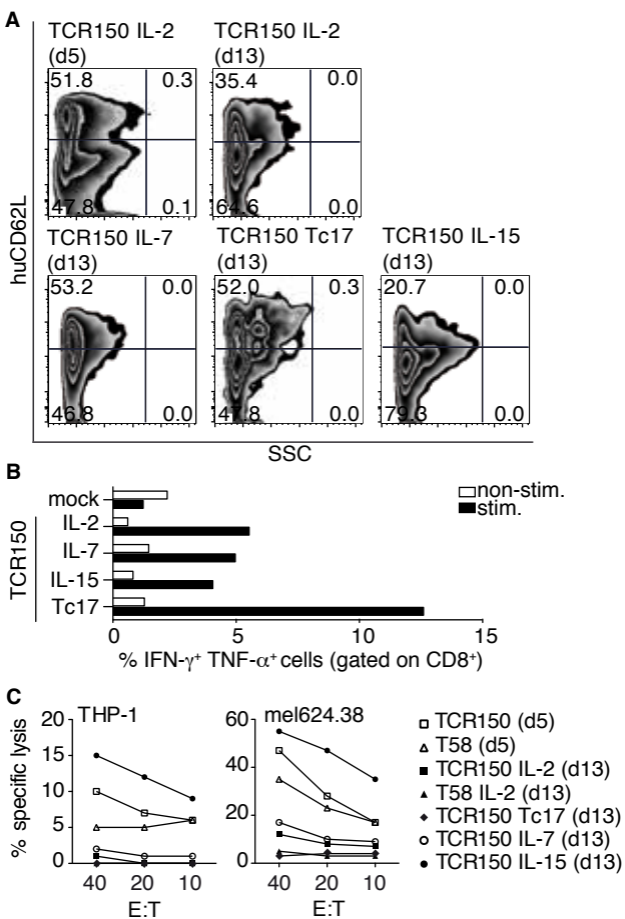 A
TCR150 IL-2
(d5)
TCR150 IL-2
(d13)
51.8 0.3
47.8 0.1
35.4 0.0
64.6 0.0
huCD62L
TCR150 IL-7
(d13)
TCR150 Tc17
(d13)
TCR150 IL-15
(d13)
53.2 0.0
46.8 0.0
52.0 0.3
47.8 0.0
20.7 0.0
79.3 0.0
SSC
B
TCR150
mock
IL-2
IL-7
IL-15
Tc17
non-stim.
stim.
0 5 10 15
% IFN-γ+ TNF-α+ cells (gated on CD8+)
C
% specific lysis
THP-1
20
15
10
5
0
40 20 10
E:T
mel624.38
60
40
20
0
40 20 10
E:T
TCR150 (d5)
T58 (d5)
TCR150 IL-2 (d13)
T58 IL-2 (d13)
TCR150 Tc17 (d13)
TCR150 IL-7 (d13)
TCR150 IL-15 (d13)